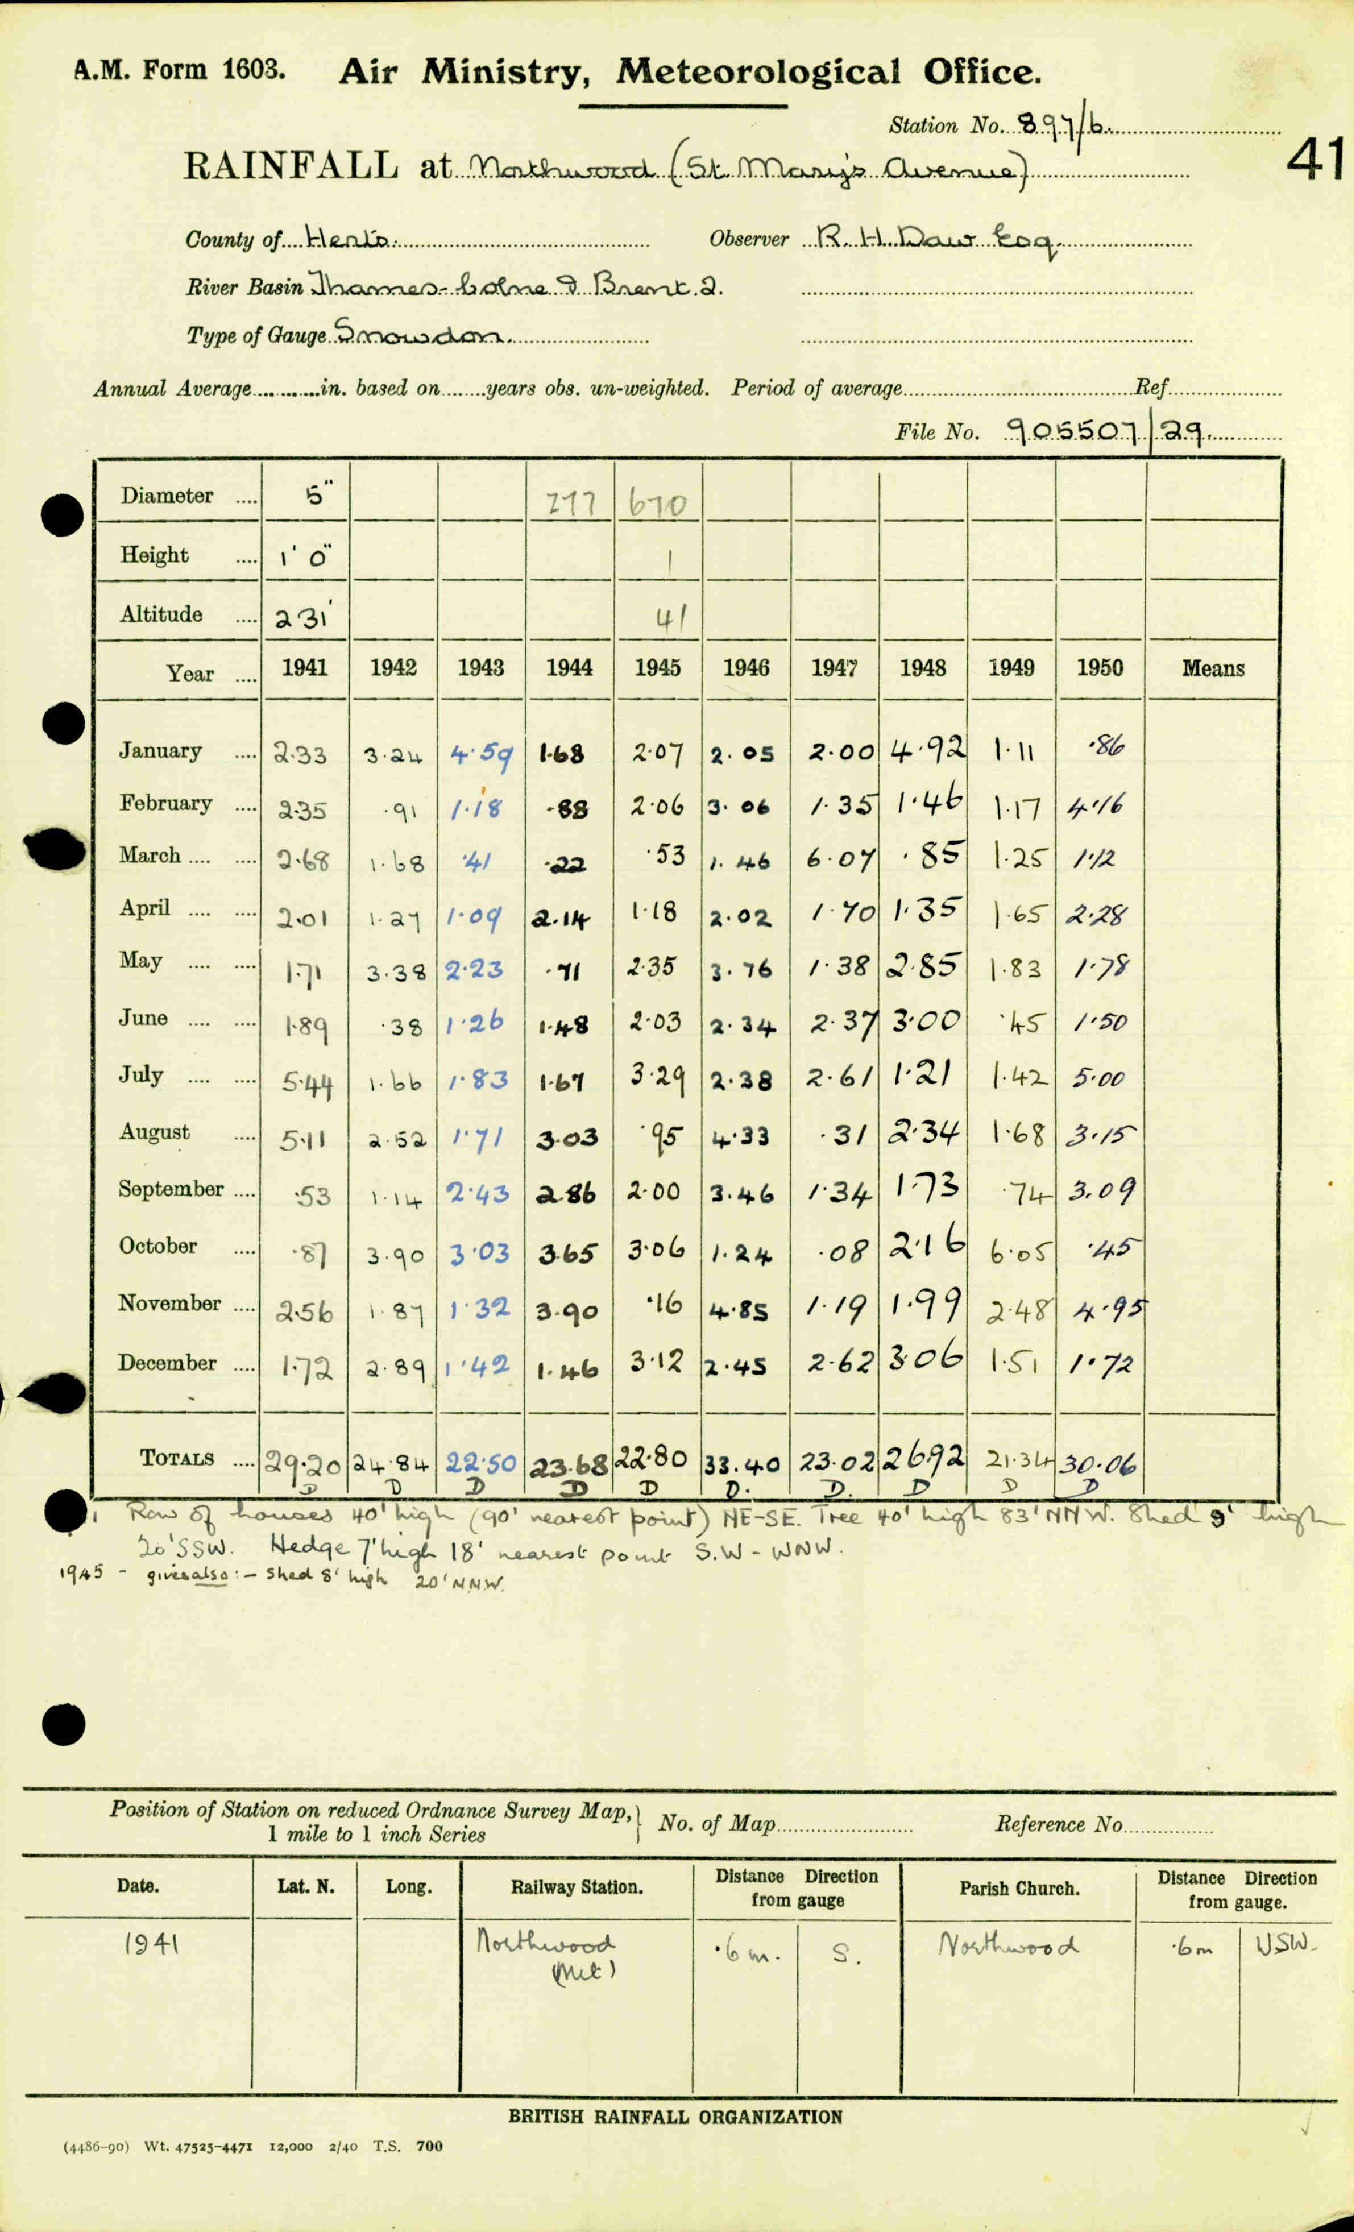 A.M. Form 1603. Air Ministry, Meteorological Office.
Station No. 897/6.
41
RAINFALL at Northwood (St. Mary's Avenue)
County of Herts. Observer R. H. Daw Esq.
River Basin Thames - Colne & Brent. 2.
Type of Gauge Snowdon.
Annual Average in. based on years obs. un-weighted. Period of average Ref.
File No. 905507/29.
Diameter .... 5" 277 670
Height .... 1' 0" 1
Altitude .... 231' 41
Year .... 1941 1942 1943 1944 1945 1946 1947 1948 1949 1950 Means
January .... 2.33 3.24 4.59 1.68 2.07 2.05 2.00 4.92 1.11 .86
February .... 2.35 .91 1.18 .88 2.06 3.06 1.35 1.46 1.17 4.16
March .... .... 2.68 1.68 .41 .22 .53 1.46 6.07 .85 1.25 1.12
April .... .... 2.01 1.27 1.09 2.14 1.18 2.02 1.70 1.35 1.65 2.28
May .... .... 1.71 3.38 2.23 .71 2.35 3.76 1.38 2.85 1.83 1.78
June .... .... 1.89 .38 1.26 1.48 2.03 2.34 2.37 3.00 .45 1.50
July .... .... 5.44 1.66 1.83 1.67 3.29 2.38 2.61 1.21 1.42 5.00
August .... 5.11 2.52 1.71 3.03 .95 4.33 .31 2.34 1.68 3.15
September .... .53 1.14 2.43 2.86 2.00 3.46 1.34 1.73 .74 3.09
October .... .87 3.90 3.03 3.65 3.06 1.24 .08 2.16 6.05 .45
November .... 2.56 1.87 1.32 3.90 .16 4.85 1.19 1.99 2.48 4.95
December .... 1.72 2.89 1.42 1.46 3.12 2.45 2.62 3.06 1.51 1.72
TOTALS .... 29.20 24.84 22.50 23.68 22.80 33.40 23.02 26.92 21.34 30.06
D D D D D D. D. D D D
Row of houses 40' high (90' nearest point) NE-SE. Tree 40' high 83' NNW. Shed 9' high
20' SSW. Hedge 7' high 18' nearest point S.W - WNW.
1945 - gives also :- Shed 8' high 20' N.N.W.
Position of Station on reduced Ordnance Survey Map, 1 mile to 1 inch Series } No. of Map Reference No.
Date. Lat. N. Long. Railway Station. Distance Direction from gauge Parish Church. Distance Direction from gauge.
1941 Northwood (Met) .6 m. S. Northwood .6m WSW.
BRITISH RAINFALL ORGANIZATION
(4486-90) Wt. 47525-4471 12,000 2/40 T.S. 700